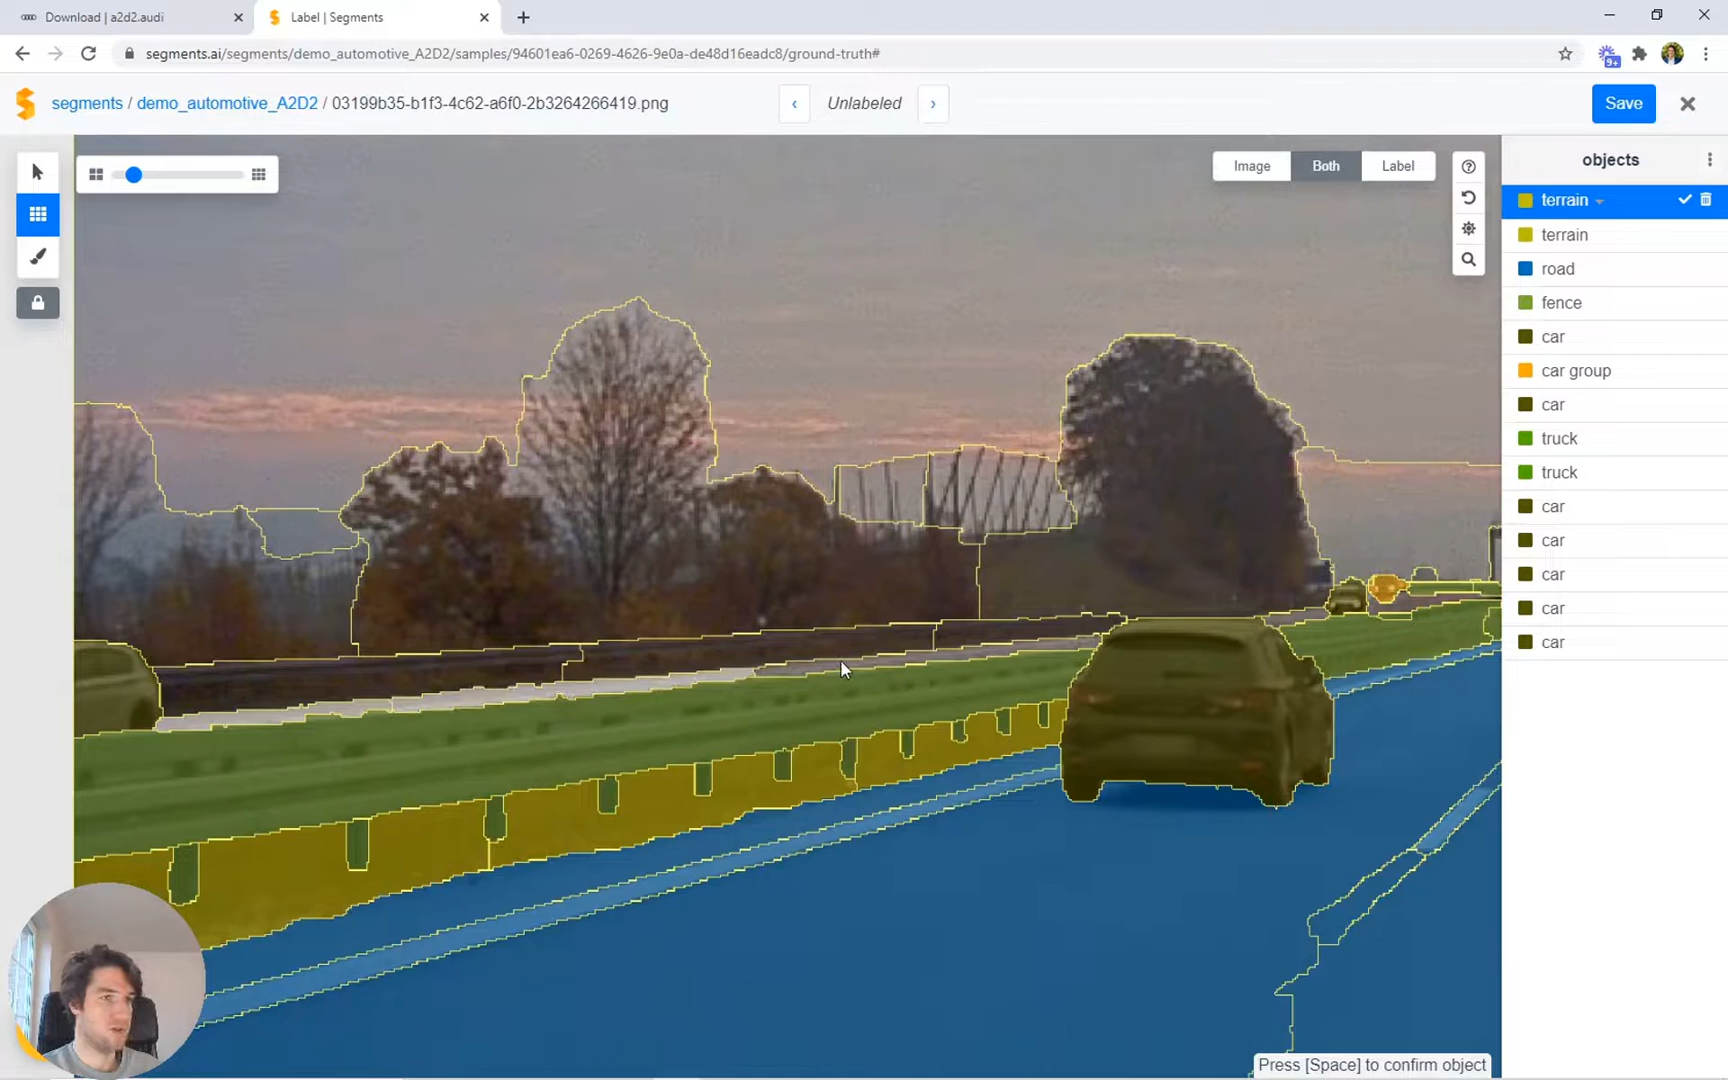 Download | a2d2.audi
Label | Segments
segments.ai/segments/demo_automotive_A2D2/samples/94601ea6-0269-4626-9e0a-de48d16eadc8/ground-truth#
9+
segments / demo_automotive_A2D2 / 03199b35-b1f3-4c62-a6f0-2b3264266419.png
Unlabeled
Save
Image
Both
Label
objects
terrain
terrain
road
fence
car
car group
car
truck
truck
car
car
car
car
car
Press [Space] to confirm object